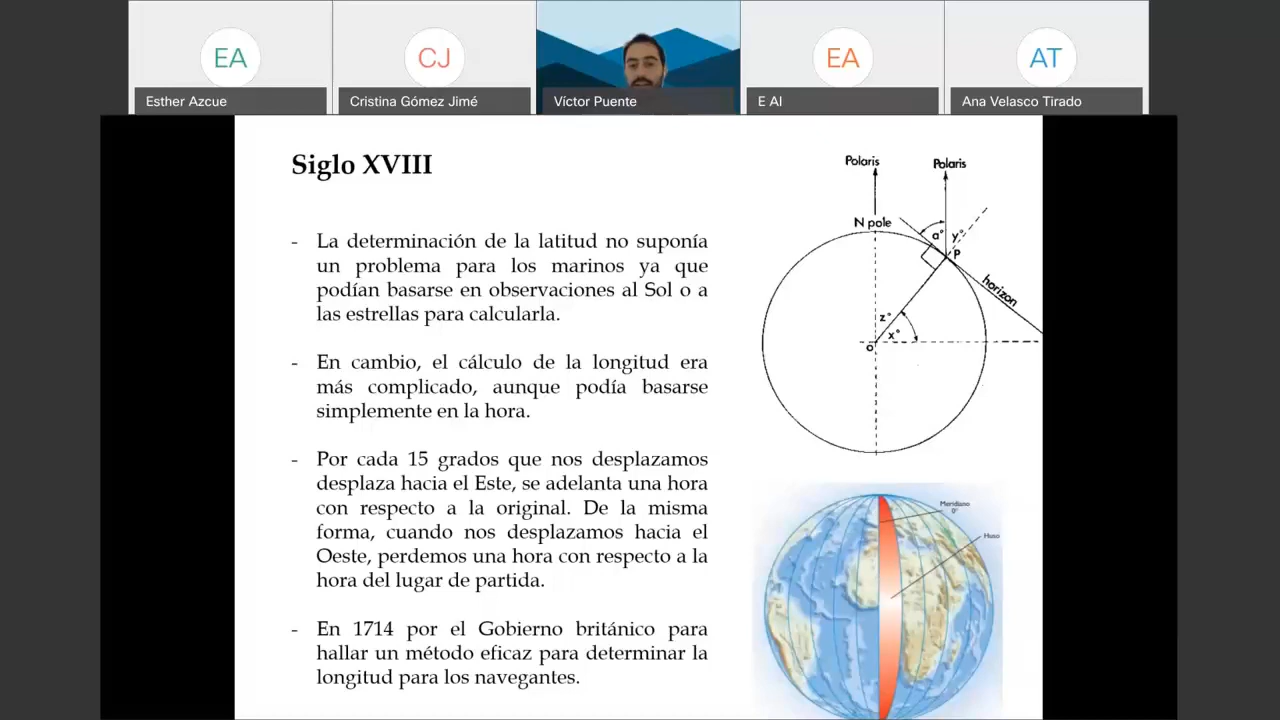 EA
CJ
EA
AT
Esther Azcue
Cristina Gómez Jimé
Víctor Puente
E Al
Ana Velasco Tirado
Siglo XVIII
- La determinación de la latitud no suponía
un problema para los marinos ya que
podían basarse en observaciones al Sol o a
las estrellas para calcularla.
- En cambio, el cálculo de la longitud era
más complicado, aunque podía basarse
simplemente en la hora.
- Por cada 15 grados que nos desplazamos
desplaza hacia el Este, se adelanta una hora
con respecto a la original. De la misma
forma, cuando nos desplazamos hacia el
Oeste, perdemos una hora con respecto a la
hora del lugar de partida.
- En 1714 por el Gobierno británico para
hallar un método eficaz para determinar la
longitud para los navegantes.
Polaris
Polaris
N pole
a°
y°
P
horizon
z°
x°
O
Meridiano
0°
Huso